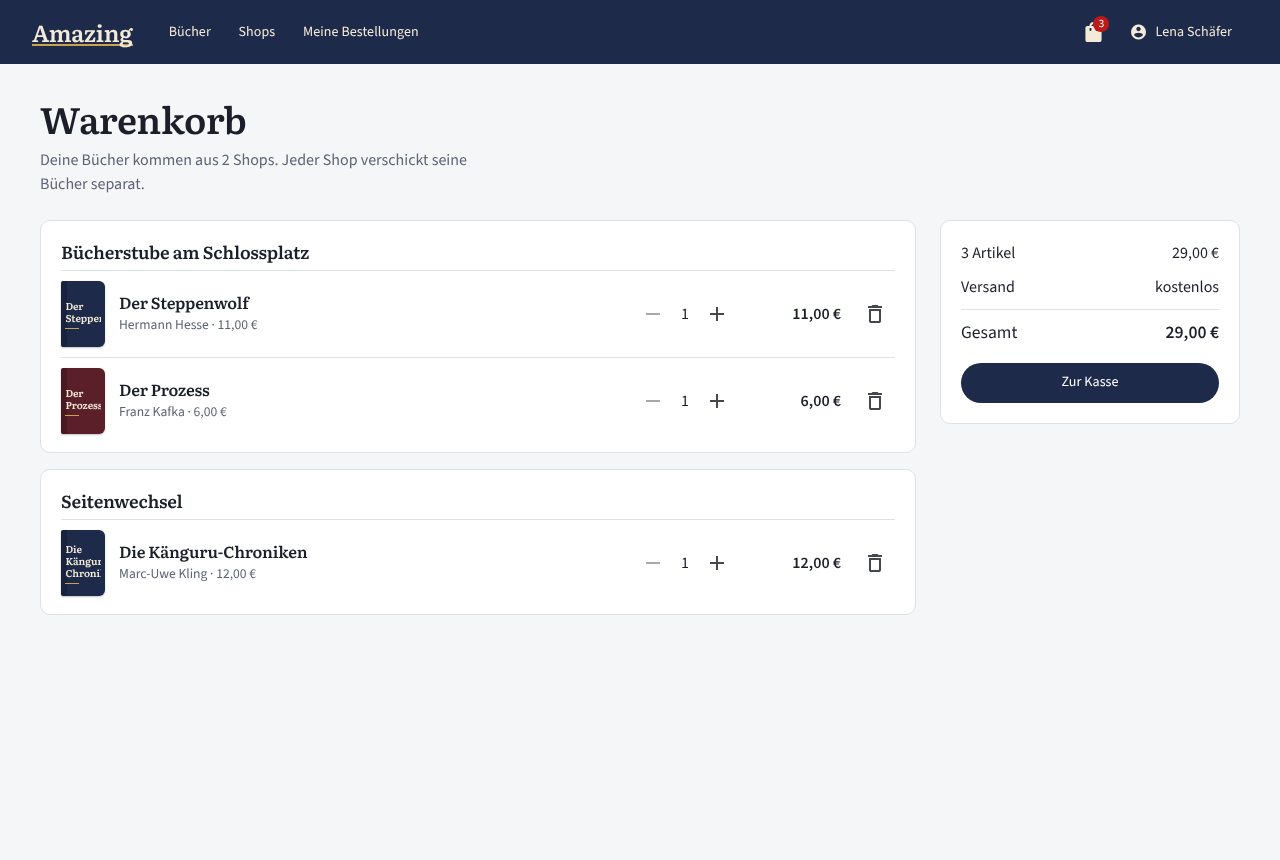 Amazing
Bücher
Shops
Meine Bestellungen
3
Lena Schäfer
Warenkorb
Deine Bücher kommen aus 2 Shops. Jeder Shop verschickt seine
Bücher separat.
Bücherstube am Schlossplatz
Der
Steppe
Der Steppenwolf
Hermann Hesse · 11,00 €
1
11,00 €
Der
Prozess
Der Prozess
Franz Kafka · 6,00 €
1
6,00 €
Seitenwechsel
Die
Kängur
Chroni
Die Känguru-Chroniken
Marc-Uwe Kling · 12,00 €
1
12,00 €
3 Artikel
29,00 €
Versand
kostenlos
Gesamt
29,00 €
Zur Kasse